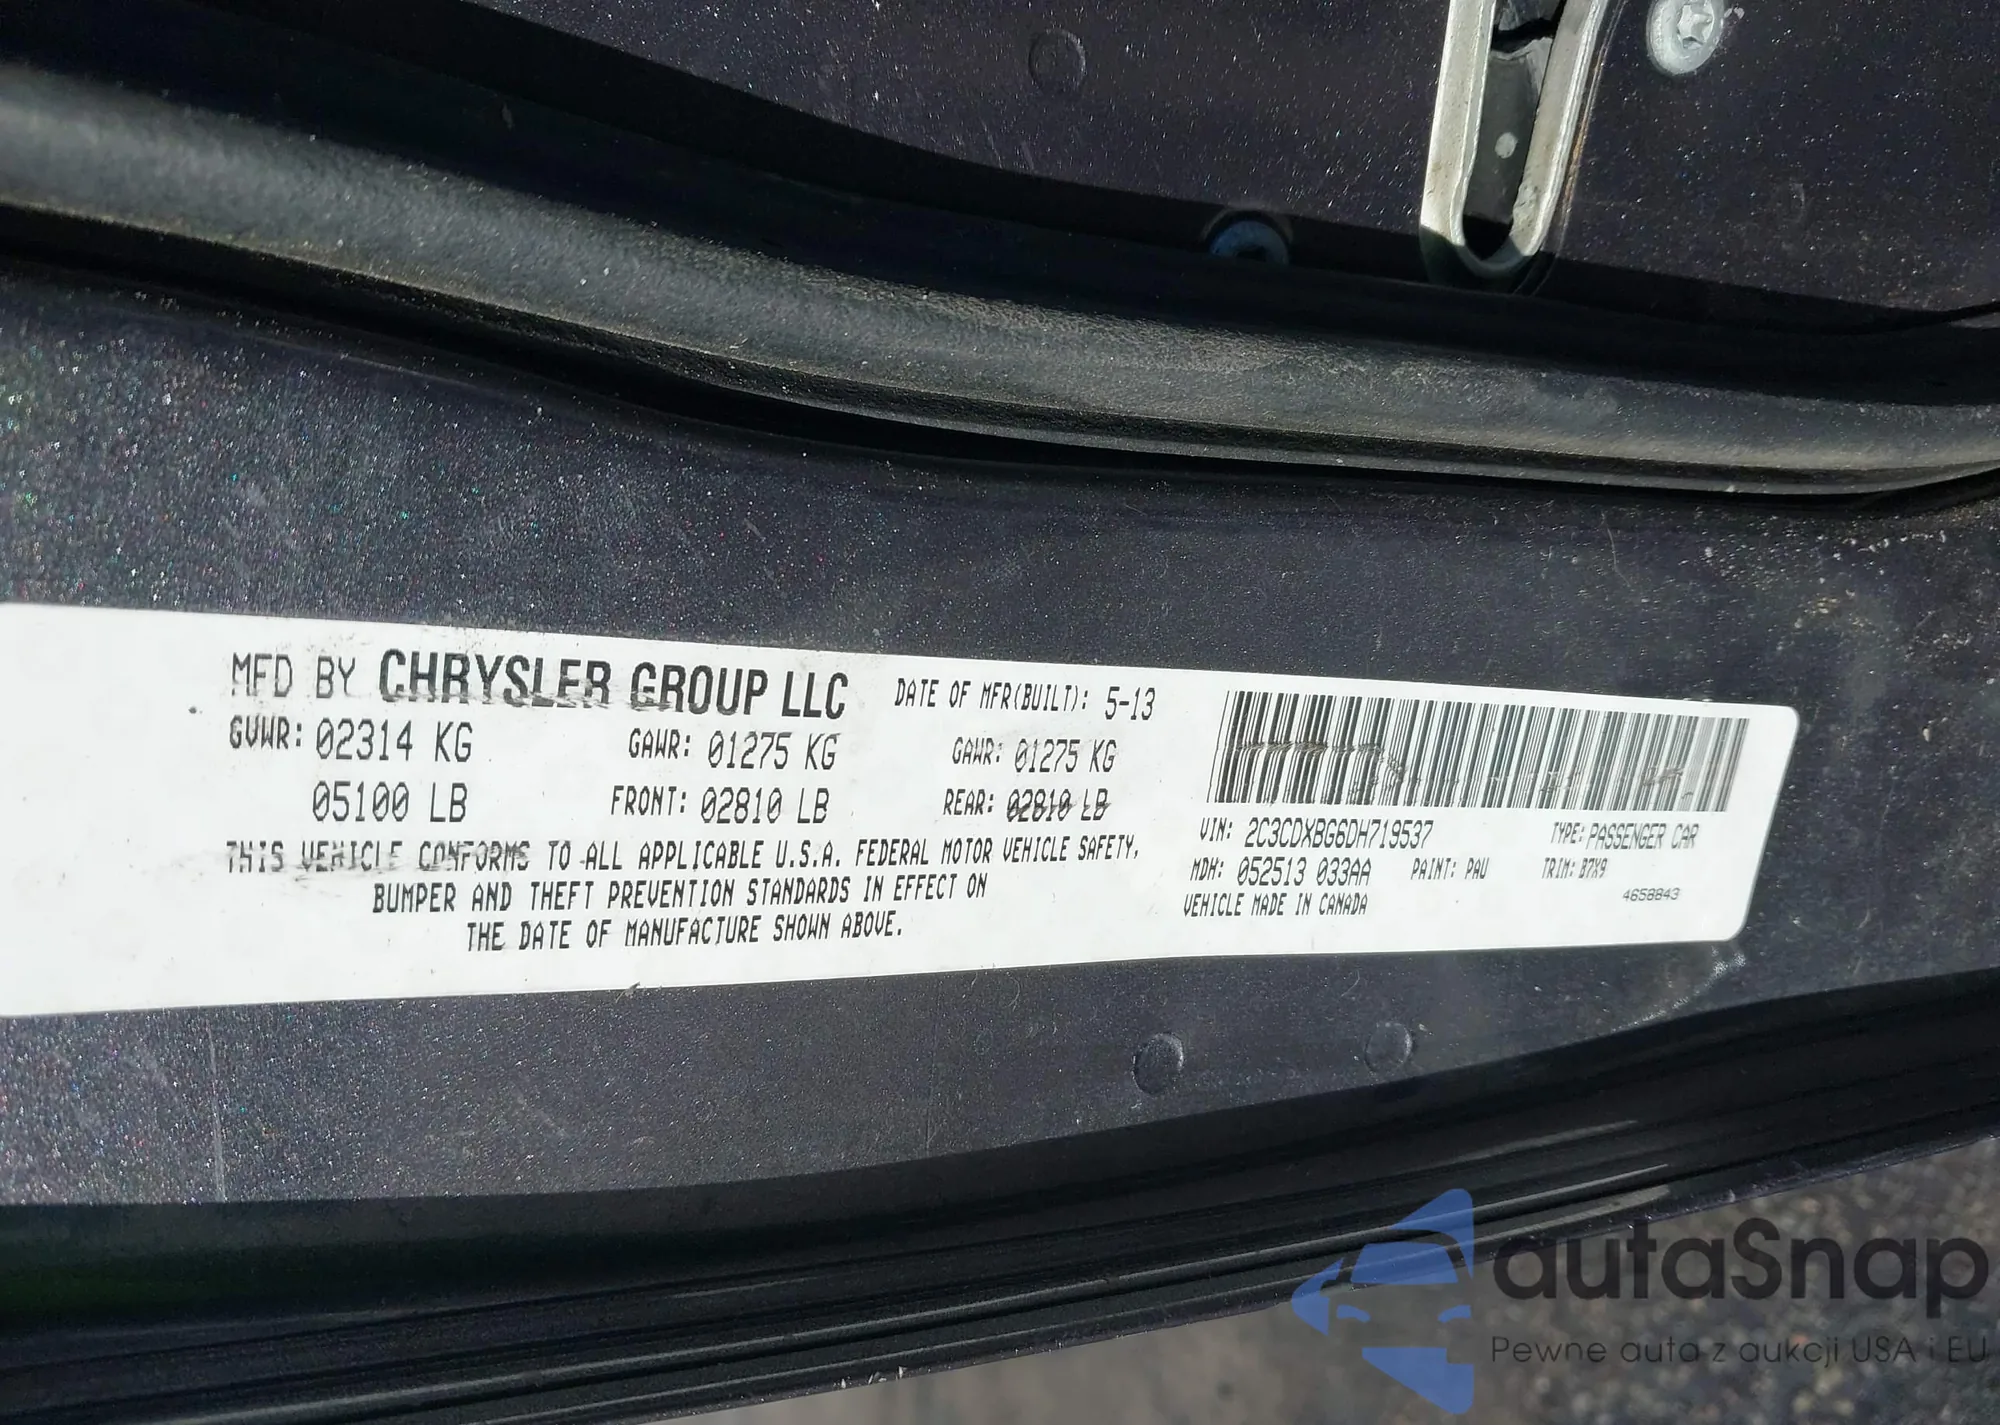 MFD BY CHRYSLER GROUP LLC DATE OF MFR(BUILT): 5-13
GVWR: 02314 KG GAWR: 01275 KG GAWR: 01275 KG
05100 LB FRONT: 02810 LB REAR: 02810 LB
THIS VEHICLE CONFORMS TO ALL APPLICABLE U.S.A. FEDERAL MOTOR VEHICLE SAFETY,
BUMPER AND THEFT PREVENTION STANDARDS IN EFFECT ON
THE DATE OF MANUFACTURE SHOWN ABOVE.
VIN: 2C3CDXBG6DH719537 TYPE: PASSENGER CAR
MDH: 052513 033AA PAINT: PAU TRIM: B7X9
VEHICLE MADE IN CANADA 4658843
autaSnap
Pewne auta z aukcji USA i EU